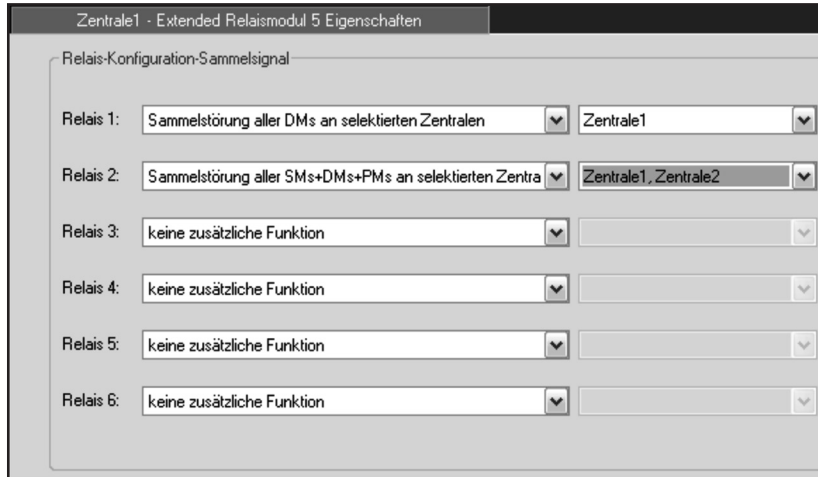 Zentrale1 - Extended Relaismodul 5 Eigenschaften
Relais-Konfiguration-Sammelsignal
Relais 1: Sammelstörung aller DMs an selektierten Zentralen Zentrale1
Relais 2: Sammelstörung aller SMs+DMs+PMs an selektierten Zentra Zentrale1, Zentrale2
Relais 3: keine zusätzliche Funktion
Relais 4: keine zusätzliche Funktion
Relais 5: keine zusätzliche Funktion
Relais 6: keine zusätzliche Funktion